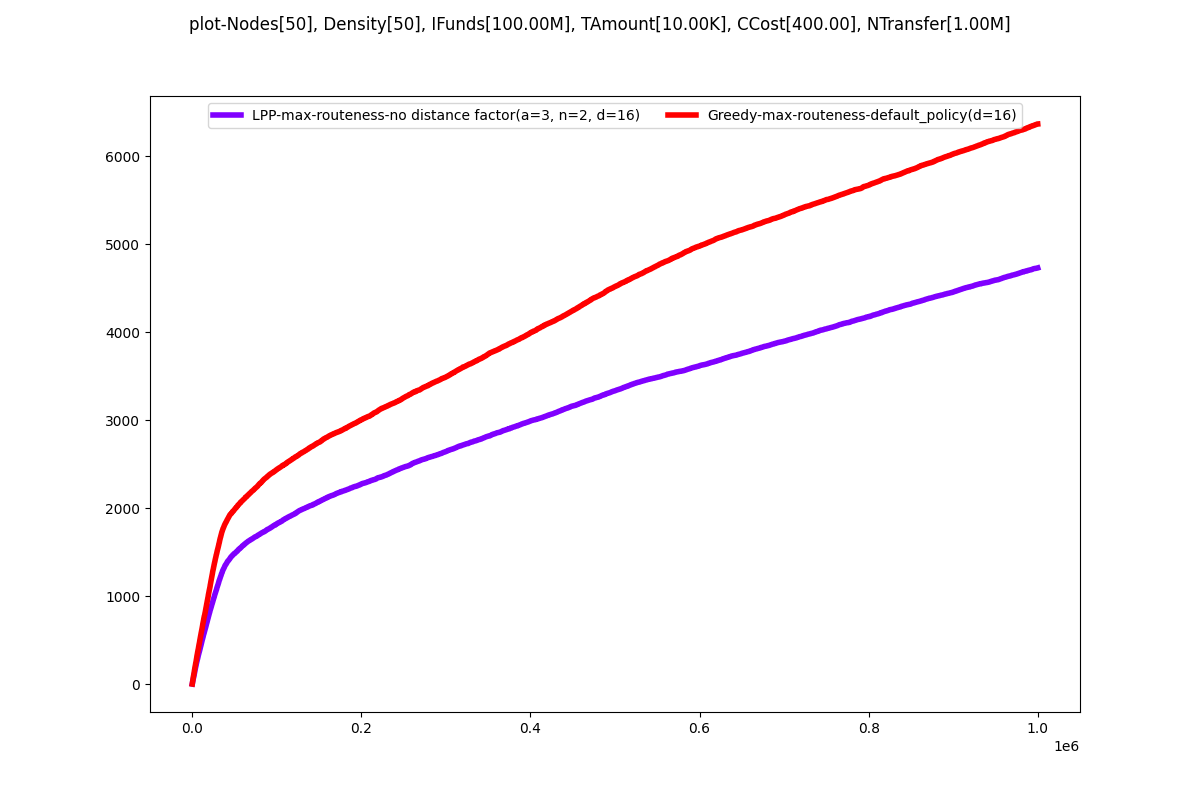 plot-Nodes[50], Density[50], IFunds[100.00M], TAmount[10.00K], CCost[400.00], NTransfer[1.00M]
LPP-max-routeness-no distance factor(a=3, n=2, d=16) Greedy-max-routeness-default_policy(d=16)
6000
5000
4000
3000
2000
1000
0
0.0 0.2 0.4 0.6 0.8 1.0
1e6